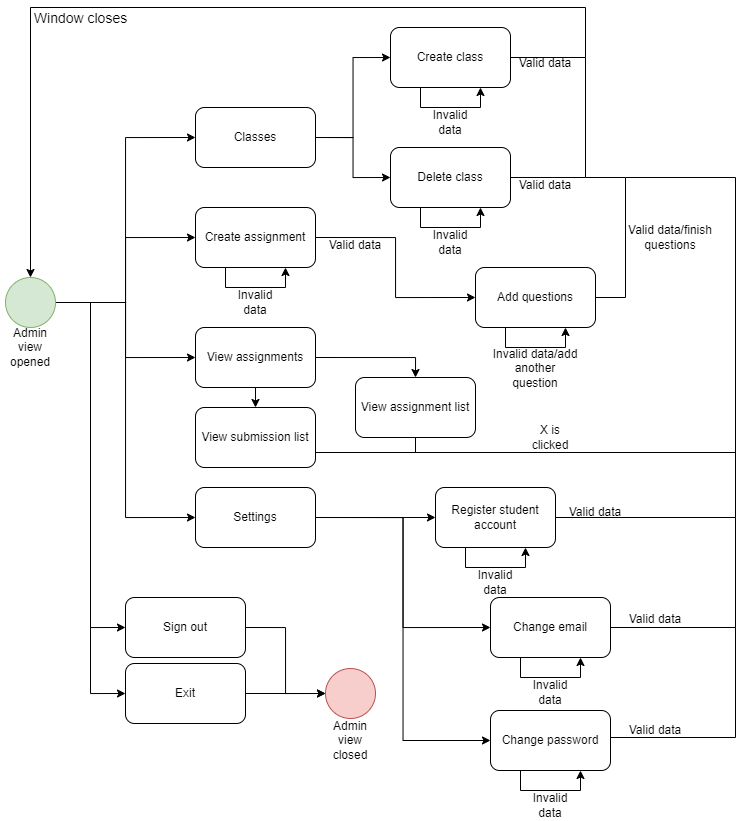 Window closes
Create class
Valid data
Invalid
data
Classes
Delete class
Valid data
Invalid
data
Create assignment
Valid data
Invalid
data
Valid data/finish
questions
Add questions
Invalid data/add
another
question
Admin
view
opened
View assignments
View assignment list
View submission list
X is
clicked
Settings
Register student
account
Valid data
Invalid
data
Sign out
Change email
Valid data
Invalid
data
Exit
Admin
view
closed
Change password
Valid data
Invalid
data